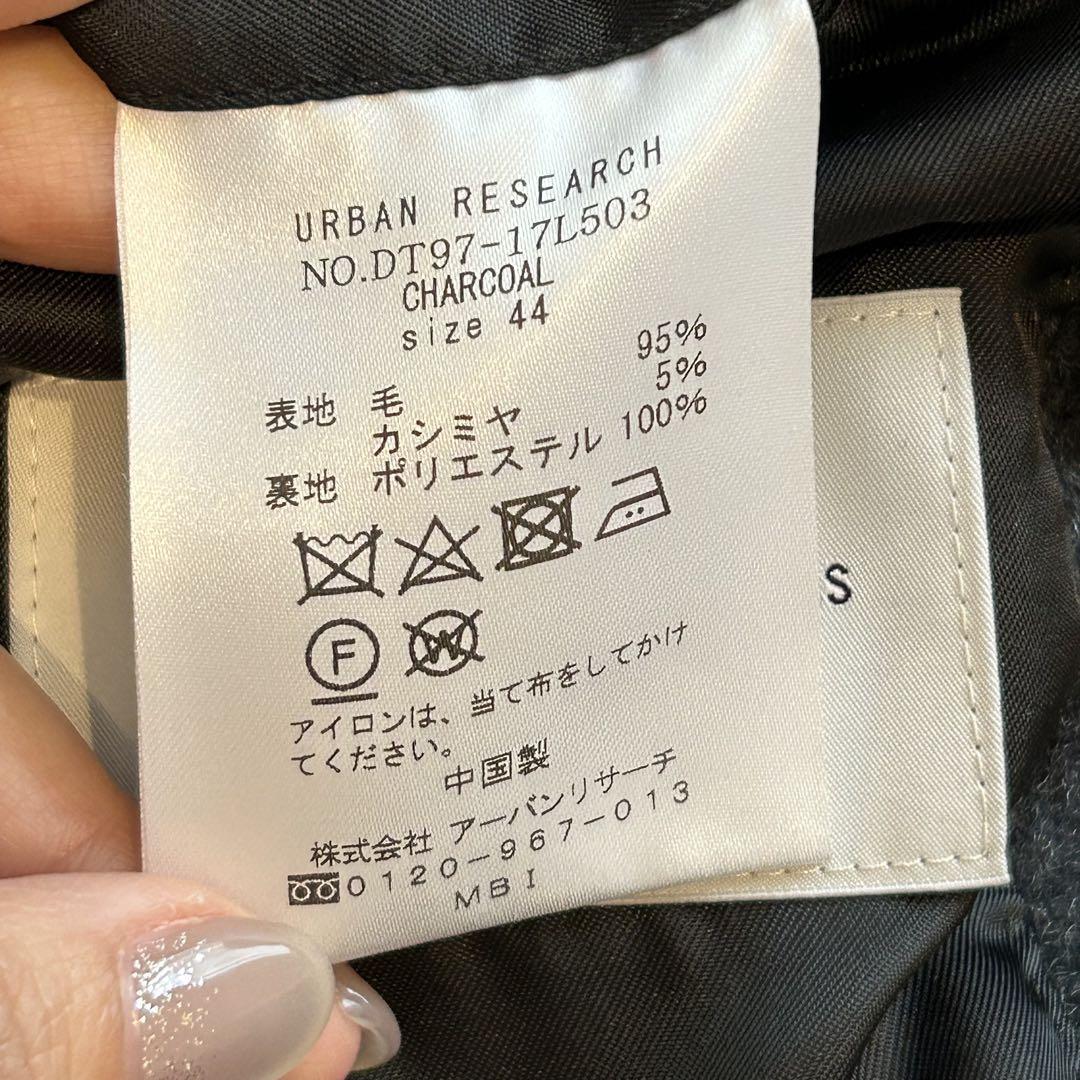 URBAN RESEARCH
NO.DT97-17L503
CHARCOAL
size 44
表地 毛 95%
カシミヤ 5%
裏地 ポリエステル 100%
F
W
アイロンは、当て布をしてかけ
てください。
中国製
株式会社 アーバンリサーチ
0120-967-013
MBI
S